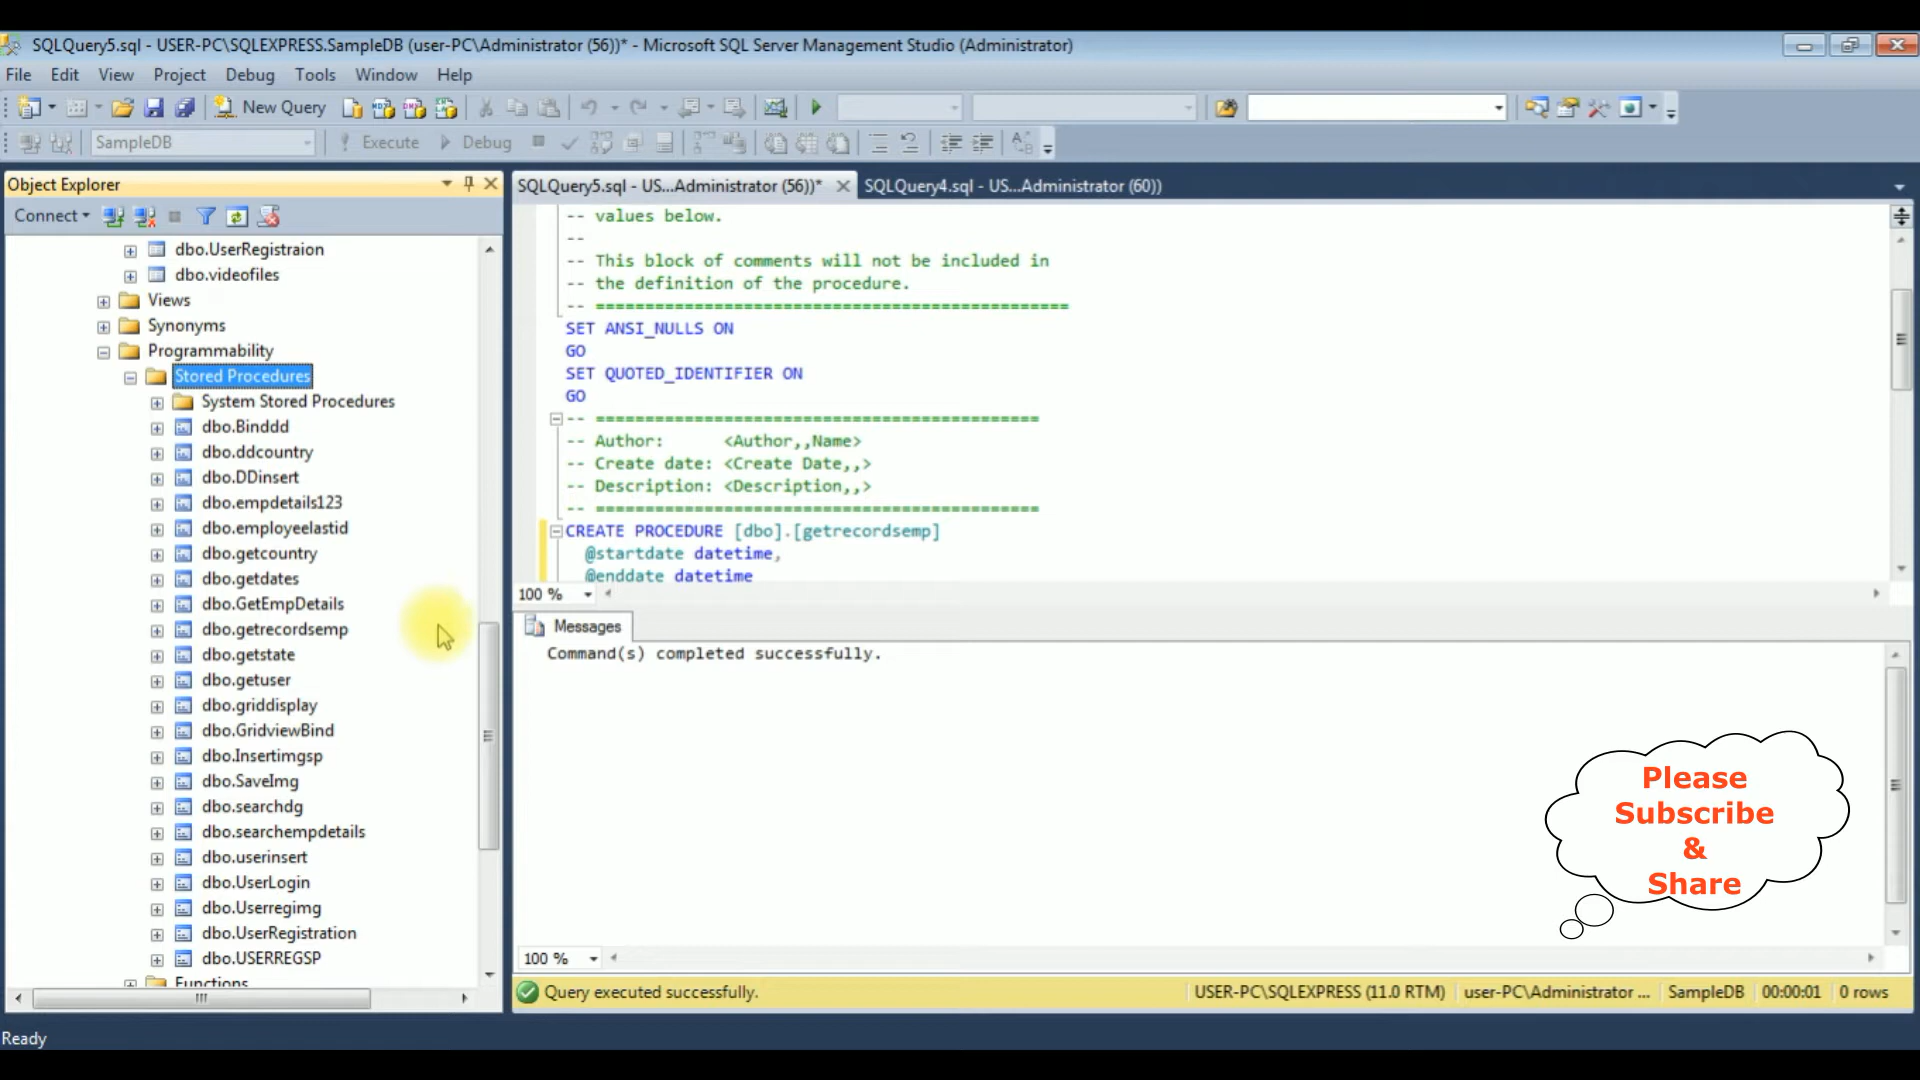 SQLQuery5.sql - USER-PC\SQLEXPRESS.SampleDB (user-PC\Administrator (56))* - Microsoft SQL Server Management Studio (Administrator)
File Edit View Project Debug Tools Window Help
New Query
SampleDB Execute Debug
Object Explorer
Connect
dbo.UserRegistraion
dbo.videofiles
Views
Synonyms
Programmability
Stored Procedures
System Stored Procedures
dbo.Binddd
dbo.ddcountry
dbo.DDinsert
dbo.empdetails123
dbo.employeelastid
dbo.getcountry
dbo.getdates
dbo.GetEmpDetails
dbo.getrecordsemp
dbo.getstate
dbo.getuser
dbo.griddisplay
dbo.GridviewBind
dbo.Insertimgsp
dbo.SaveImg
dbo.searchdg
dbo.searchempdetails
dbo.userinsert
dbo.UserLogin
dbo.Userregimg
dbo.UserRegistration
dbo.USERREGSP
Functions
SQLQuery5.sql - US...Administrator (56))* SQLQuery4.sql - US...Administrator (60))
-- values below.
--
-- This block of comments will not be included in
-- the definition of the procedure.
-- ================================================
SET ANSI_NULLS ON
GO
SET QUOTED_IDENTIFIER ON
GO
-- =============================================
-- Author: <Author,,Name>
-- Create date: <Create Date,,>
-- Description: <Description,,>
-- =============================================
CREATE PROCEDURE [dbo].[getrecordsemp]
@startdate datetime,
@enddate datetime
100 %
Messages
Command(s) completed successfully.
Please
Subscribe
&
Share
100 %
Query executed successfully. USER-PC\SQLEXPRESS (11.0 RTM) user-PC\Administrator ... SampleDB 00:00:01 0 rows
Ready